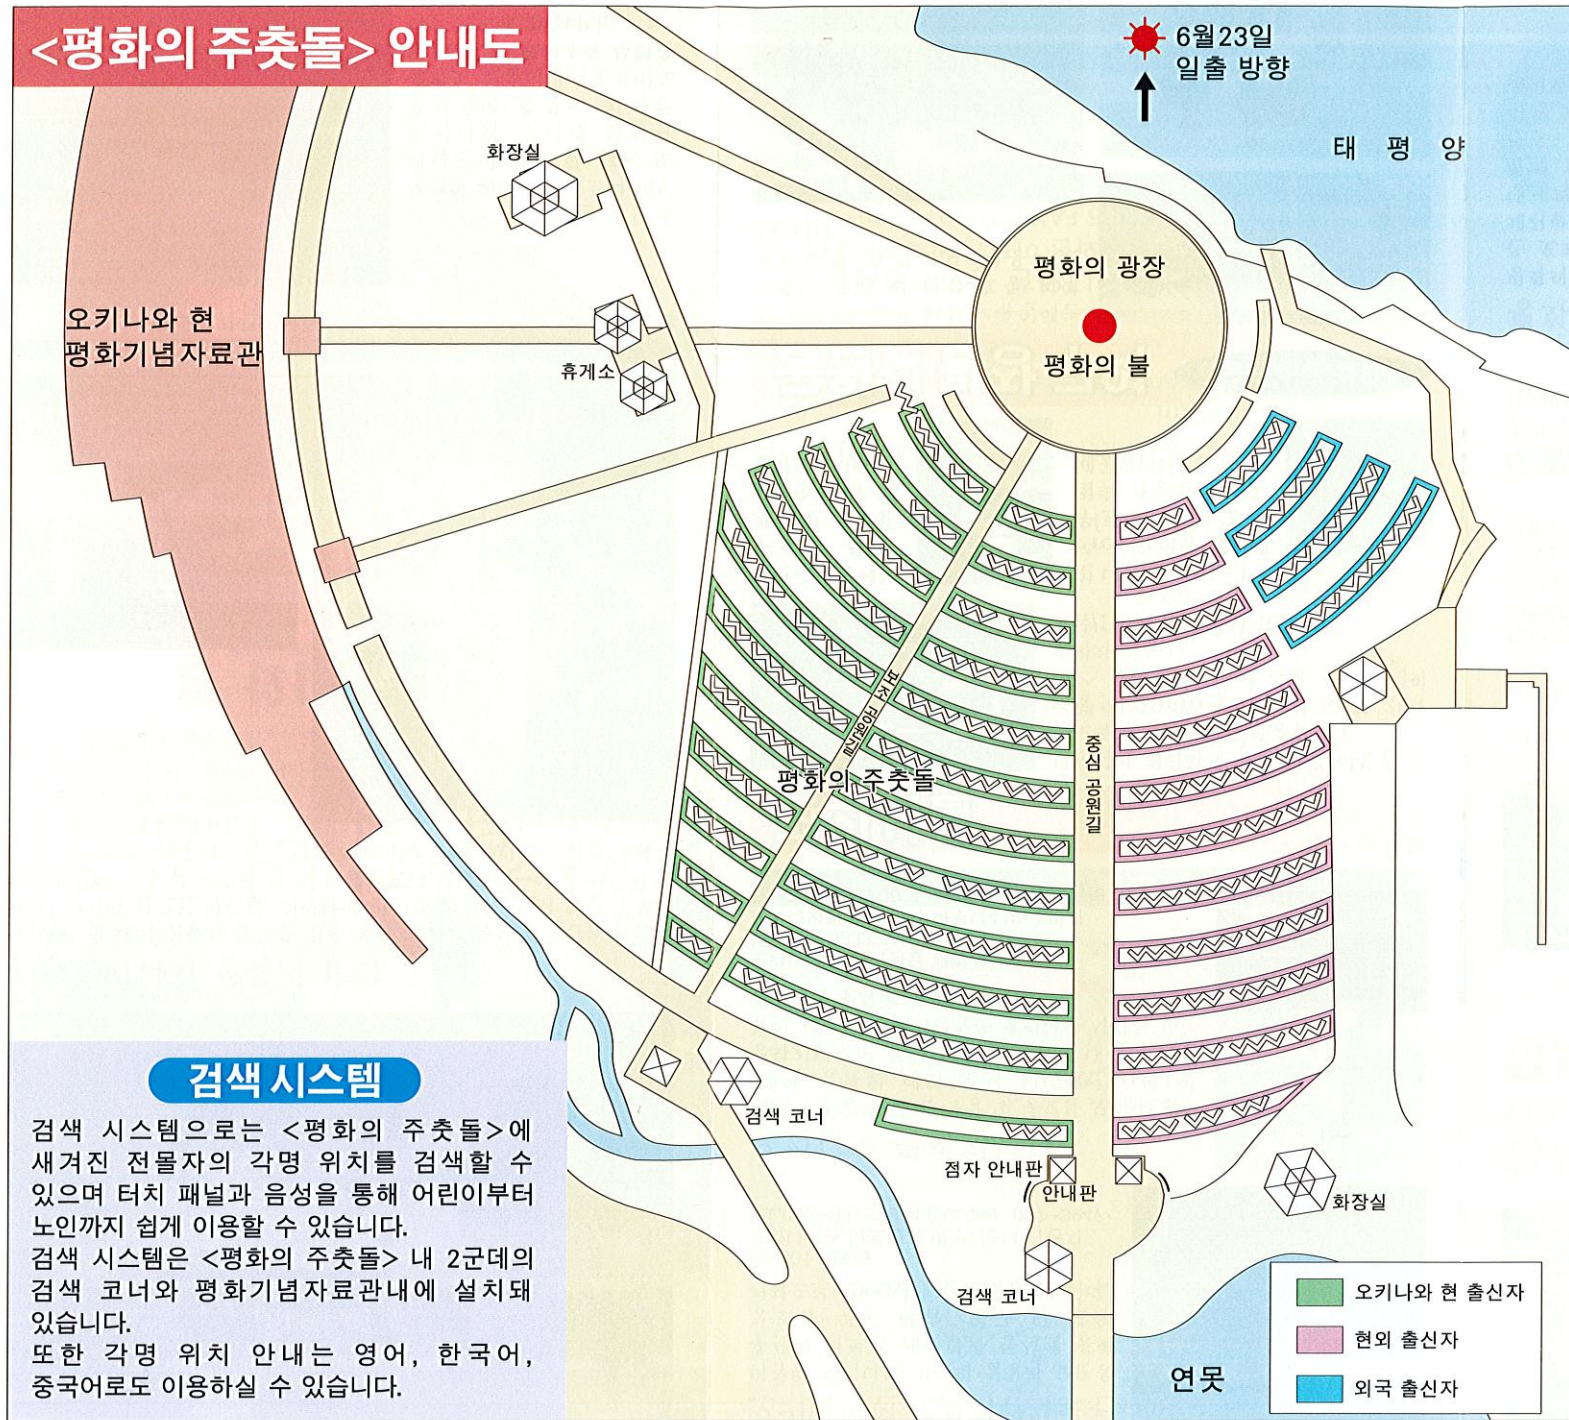 <평화의 주춧돌> 안내도
6월23일
일출 방향
태 평 양
화장실
평화의 광장
평화의 불
오키나와 현
평화기념자료관
휴게소
표주 공원길
중심 공원길
평화의 주춧돌
검색 시스템
검색 시스템으로는 <평화의 주춧돌>에
새겨진 전몰자의 각명 위치를 검색할 수
있으며 터치 패널과 음성을 통해 어린이부터
노인까지 쉽게 이용할 수 있습니다.
검색 시스템은 <평화의 주춧돌> 내 2군데의
검색 코너와 평화기념자료관내에 설치돼
있습니다.
또한 각명 위치 안내는 영어, 한국어,
중국어로도 이용하실 수 있습니다.
검색 코너
점자 안내판
안내판
화장실
검색 코너
연못
오키나와 현 출신자
현외 출신자
외국 출신자